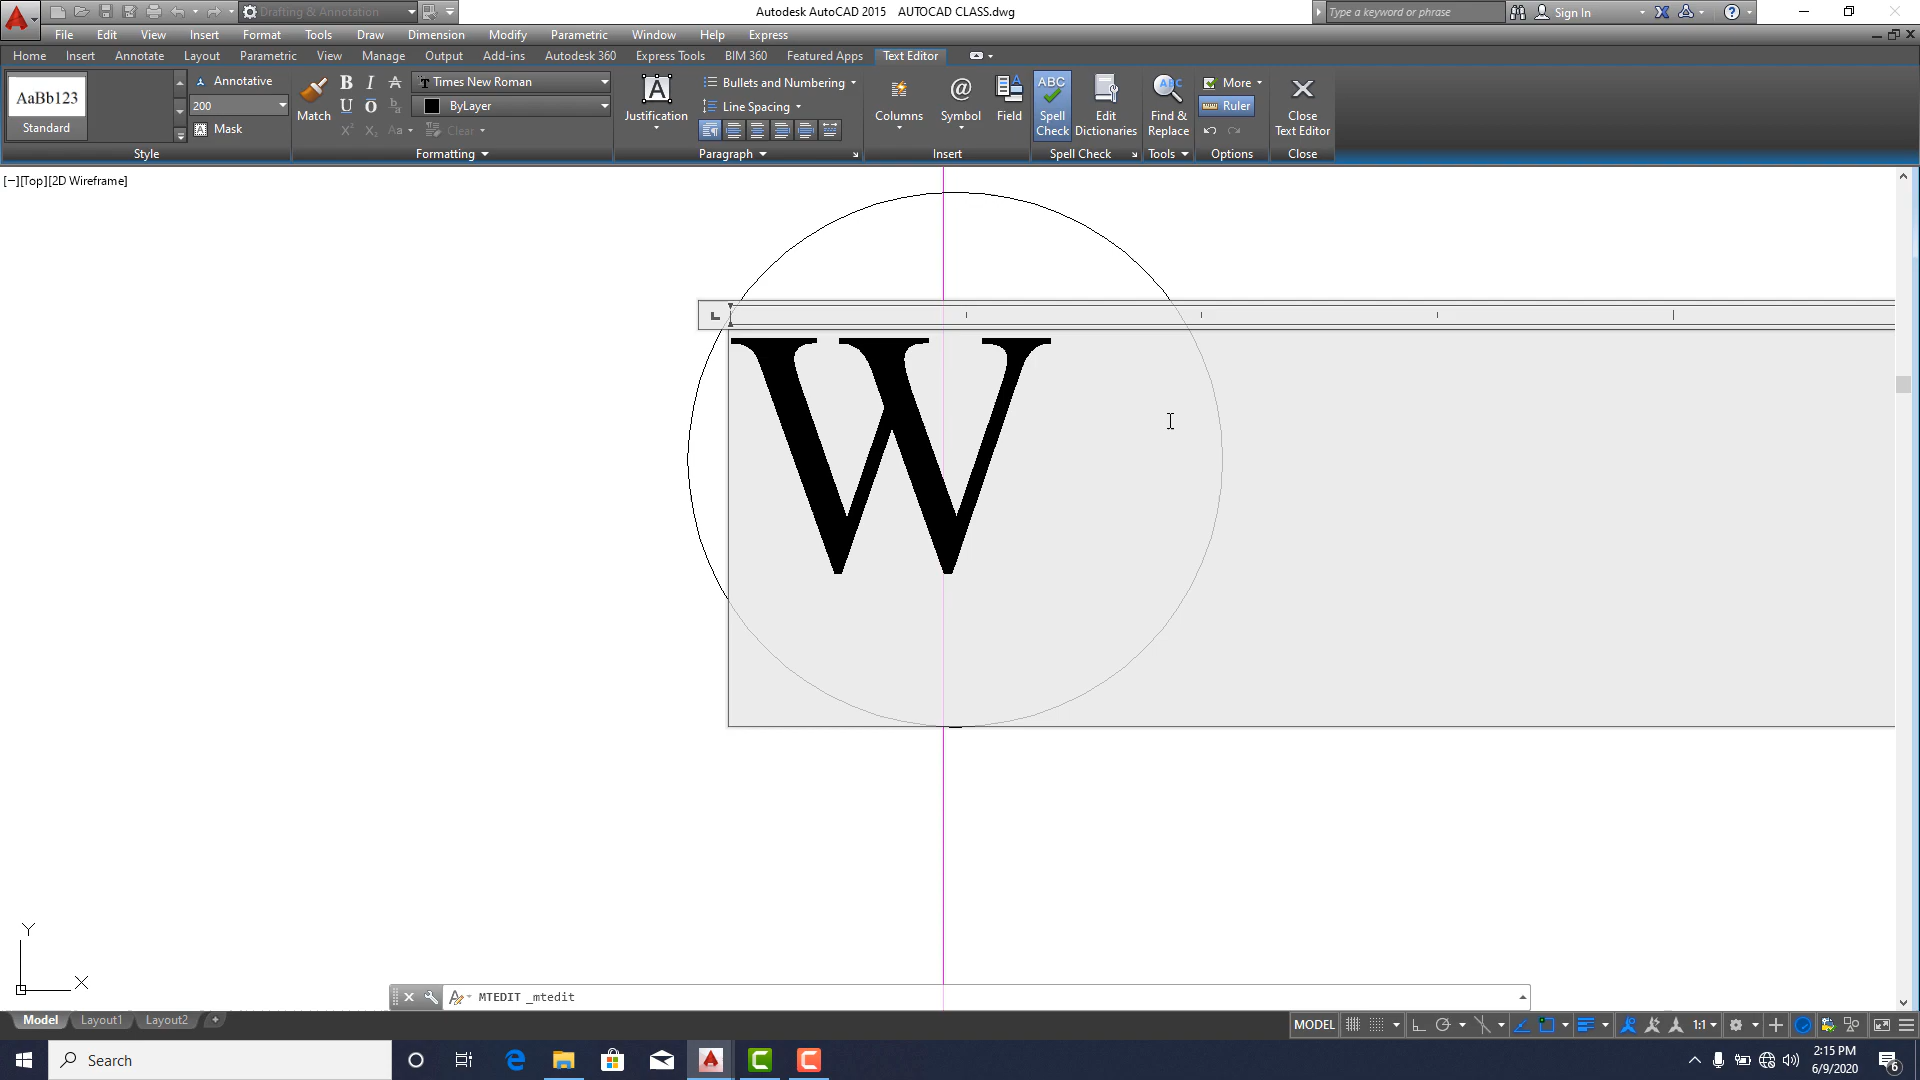 Drafting & Annotation
Autodesk AutoCAD 2015 AUTOCAD CLASS.dwg
Type a keyword or phrase
Sign In
File Edit View Insert Format Tools Draw Dimension Modify Parametric Window Help Express
Home Insert Annotate Layout Parametric View Manage Output Add-ins Autodesk 360 Express Tools BIM 360 Featured Apps Text Editor
AaBb123
Standard
Annotative
200
Mask
Style
Match
B I A
U O
Times New Roman
ByLayer
Clear
Formatting
A
Justification
Bullets and Numbering
Line Spacing
Paragraph
Columns
@
Symbol
Field
Insert
ABC
Spell
Check
Edit
Dictionaries
Spell Check
ABC
Find &
Replace
Tools
More
Ruler
Options
Close
Text Editor
Close
[−][Top][2D Wireframe]
W
Y
X
MTEDIT _mtedit
Model Layout1 Layout2 +
MODEL
1:1
Search
2:15 PM
6/9/2020
6